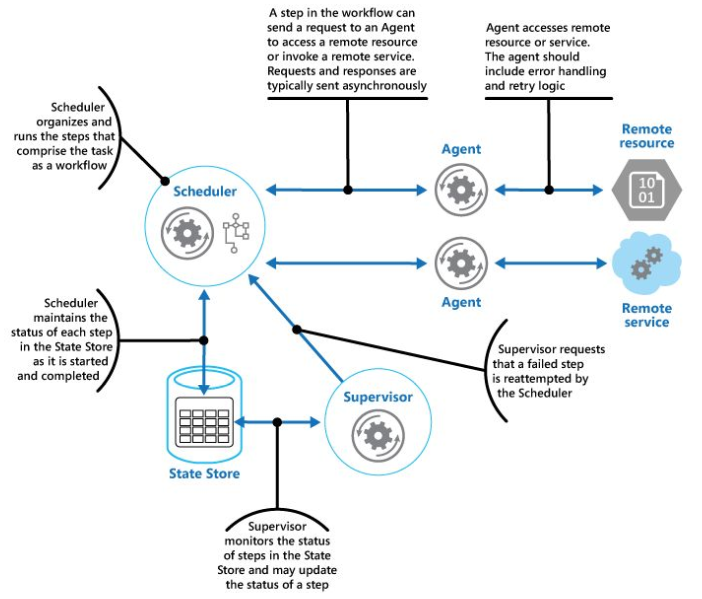 A step in the workflow can
send a request to an Agent
to access a remote resource
or invoke a remote service.
Requests and responses are
typically sent asynchronously
Agent accesses remote
resource or service.
The agent should
include error handling
and retry logic
Scheduler
organizes and
runs the steps that
comprise the task
as a workflow
Remote
resource
Agent
Scheduler
10
01
Agent
Remote
service
Scheduler
maintains the
status of each step
in the State Store
as it is started
and completed
Supervisor requests
that a failed step
is reattempted by
the Scheduler
Supervisor
State Store
Supervisor
monitors the status
of steps in the State
Store and may update
the status of a step